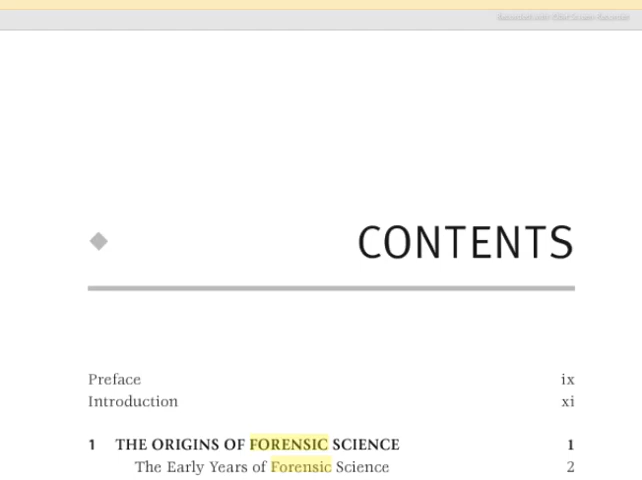 CONTENTS
Preface ix
Introduction xi
1 THE ORIGINS OF FORENSIC SCIENCE 1
The Early Years of Forensic Science 2